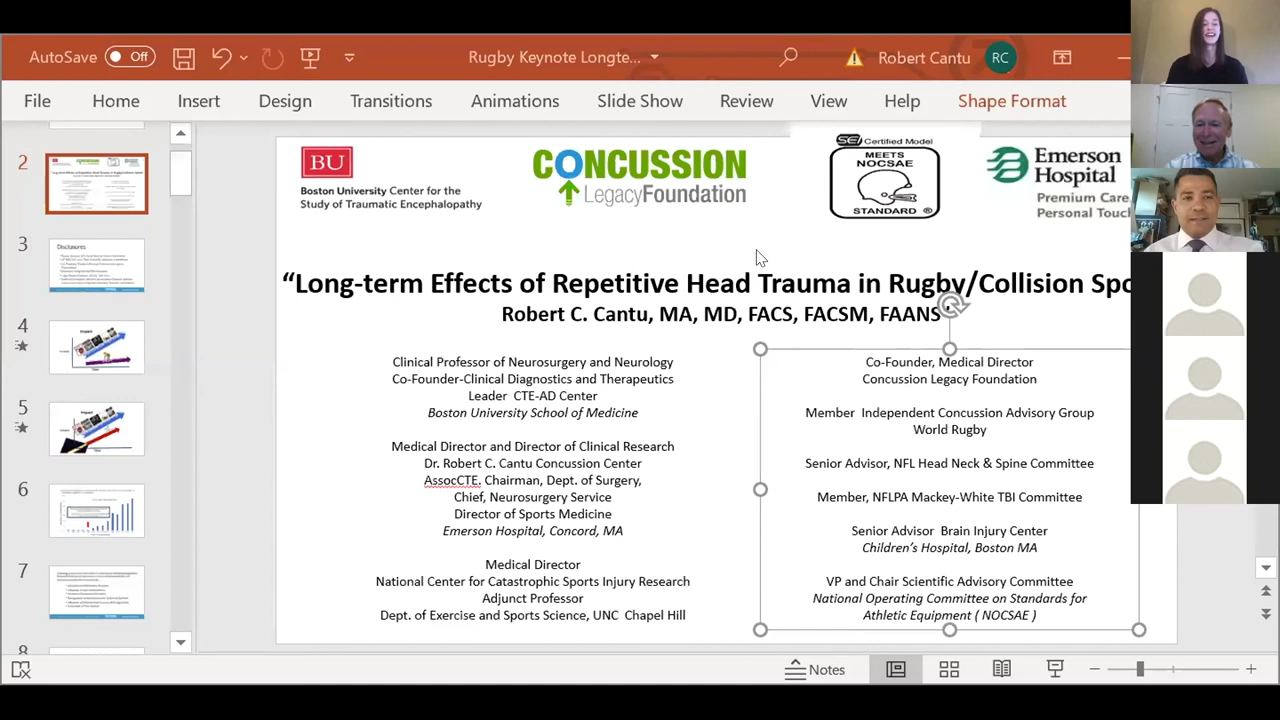 AutoSave
Off
Rugby Keynote Longte...
Robert Cantu
RC
File
Home
Insert
Design
Transitions
Animations
Slide Show
Review
View
Help
Shape Format
2
3
Disclosures
4
5
6
7
8
BU
Boston University Center for the
Study of Traumatic Encephalopathy
CONCUSSION
LegacyFoundation
SEI Certified Model
MEETS
NOCSAE
STANDARD ®
Emerson
Hospital
Premium Care
Personal Touc
“Long-term Effects of Repetitive Head Trauma in Rugby/Collision Spo
Robert C. Cantu, MA, MD, FACS, FACSM, FAANS
Clinical Professor of Neurosurgery and Neurology
Co-Founder-Clinical Diagnostics and Therapeutics
Leader CTE-AD Center
Boston University School of Medicine
Medical Director and Director of Clinical Research
Dr. Robert C. Cantu Concussion Center
AssocCTE. Chairman, Dept. of Surgery,
Chief, Neurosurgery Service
Director of Sports Medicine
Emerson Hospital, Concord, MA
Medical Director
National Center for Catastrophic Sports Injury Research
Adjunct Professor
Dept. of Exercise and Sports Science, UNC Chapel Hill
Co-Founder, Medical Director
Concussion Legacy Foundation
Member Independent Concussion Advisory Group
World Rugby
Senior Advisor, NFL Head Neck & Spine Committee
Member, NFLPA Mackey-White TBI Committee
Senior Advisor Brain Injury Center
Children’s Hospital, Boston MA
VP and Chair Scientific Advisory Committee
National Operating Committee on Standards for
Athletic Equipment ( NOCSAE )
Notes